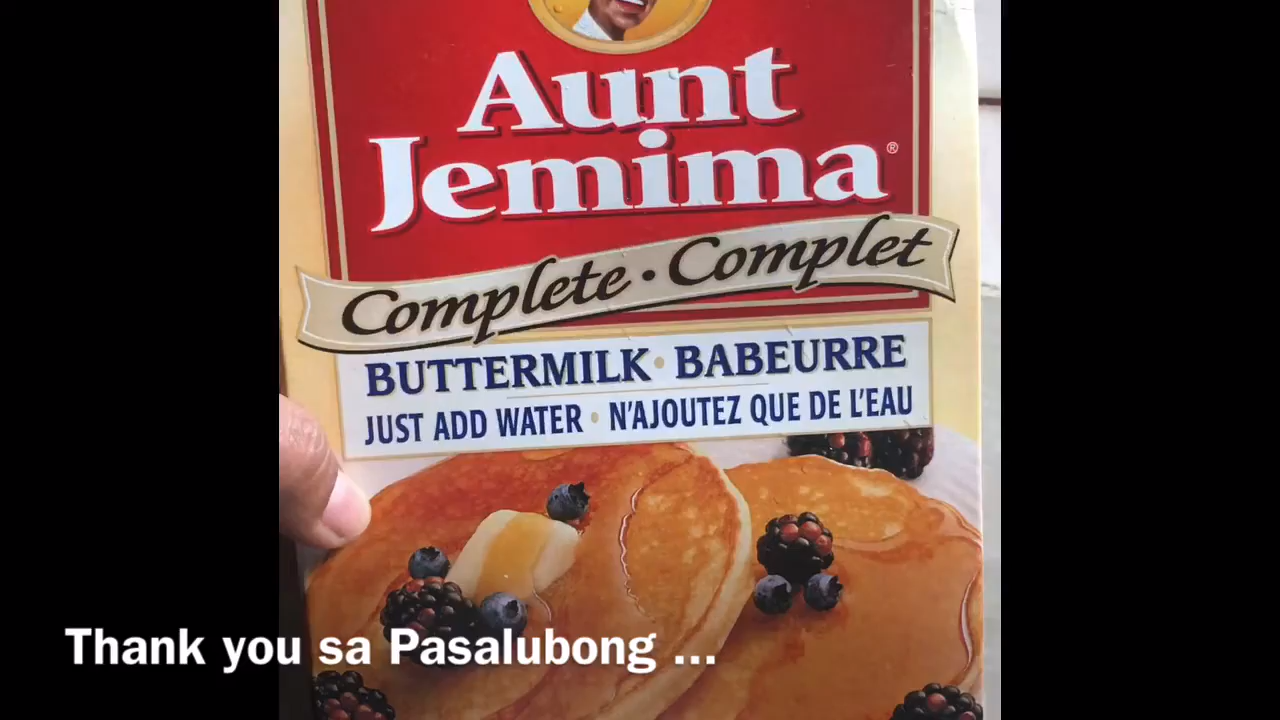 Aunt
Jemima®
Complete • Complet
BUTTERMILK • BABEURRE
JUST ADD WATER • N'AJOUTEZ QUE DE L'EAU
Thank you sa Pasalubong ...